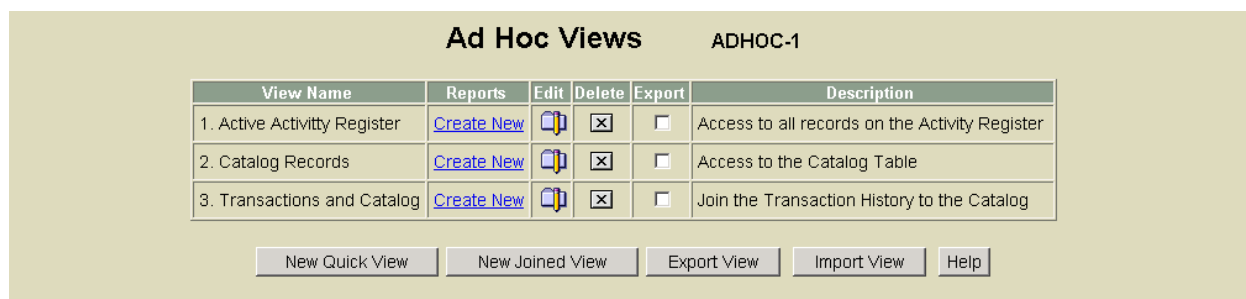 Ad Hoc Views ADHOC-1
View Name Reports Edit Delete Export Description
1. Active Activitty Register Create New Access to all records on the Activity Register
2. Catalog Records Create New Access to the Catalog Table
3. Transactions and Catalog Create New Join the Transaction History to the Catalog
New Quick View New Joined View Export View Import View Help